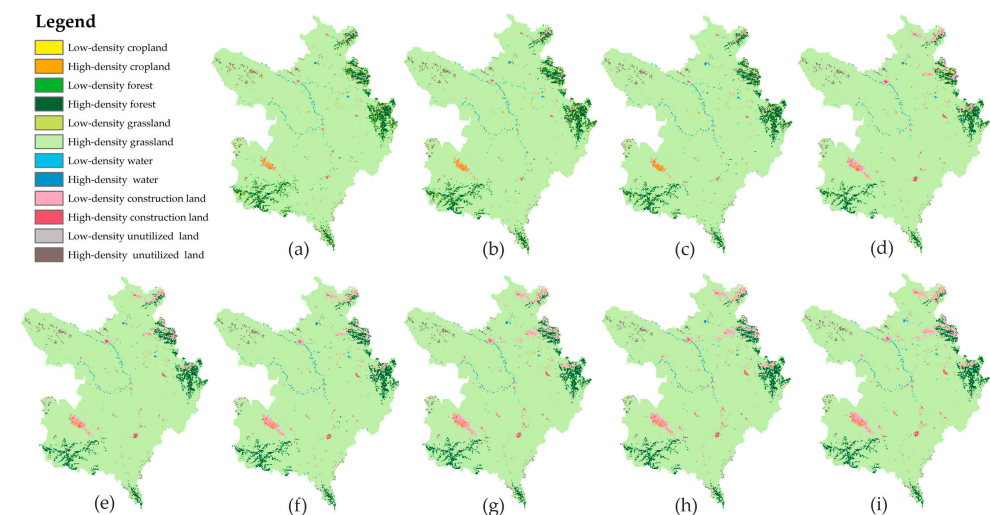 Legend
Low-density cropland
High-density cropland
Low-density forest
High-density forest
Low-density grassland
High-density grassland
Low-density water
High-density water
Low-density construction land
High-density construction land
Low-density unutilized land
High-density unutilized land
(a)
(b)
(c)
(d)
(e)
(f)
(g)
(h)
(i)